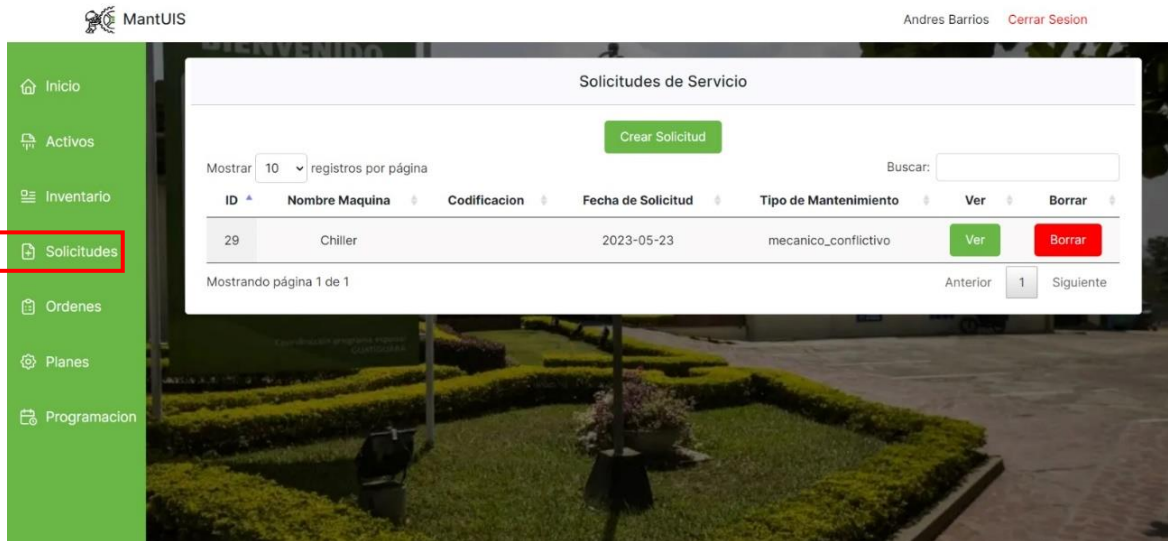 MantUIS
Andres Barrios Cerrar Sesion
BIENVENIDO
Inicio
Activos
Inventario
Solicitudes
Ordenes
Planes
Programacion
Solicitudes de Servicio
Crear Solicitud
Mostrar 10 registros por página
Buscar:
ID Nombre Maquina Codificacion Fecha de Solicitud Tipo de Mantenimiento Ver Borrar
29 Chiller 2023-05-23 mecanico_conflictivo Ver Borrar
Mostrando página 1 de 1
Anterior 1 Siguiente